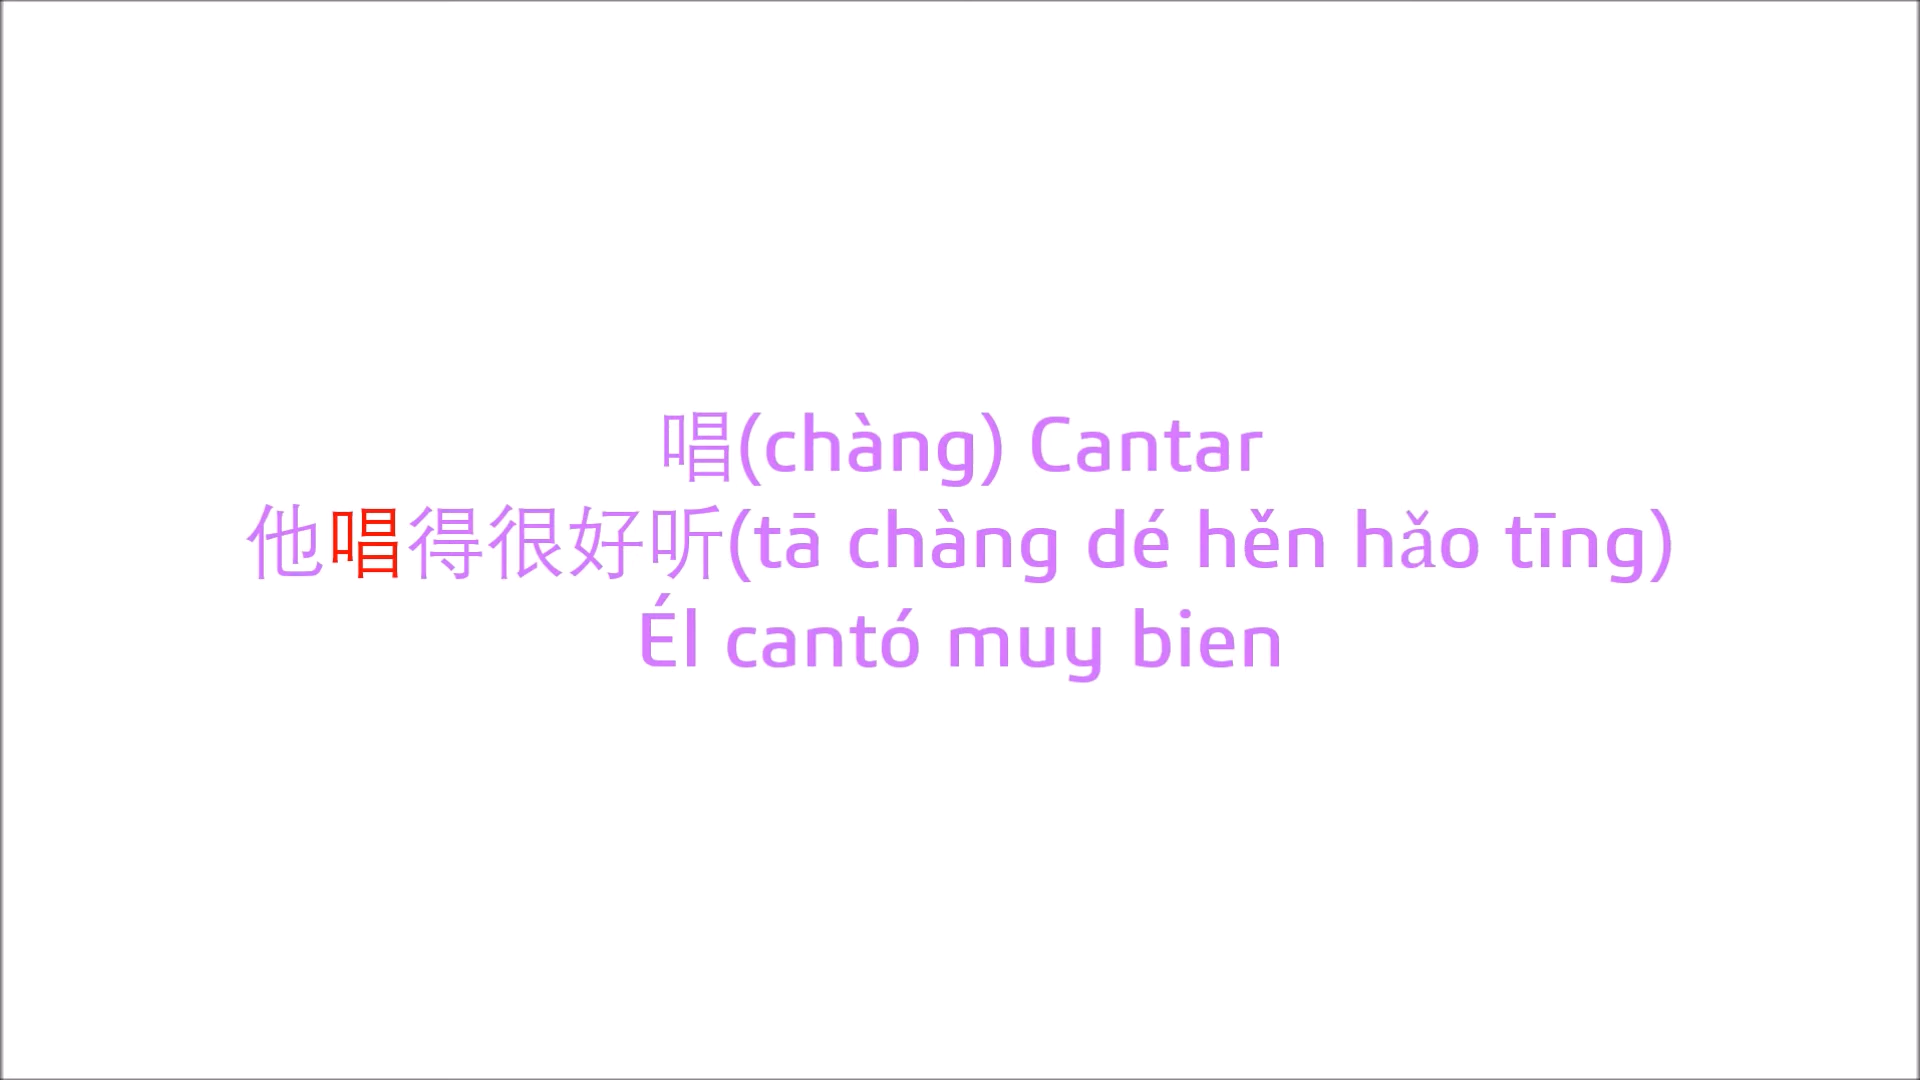 唱(chàng) Cantar
他唱得很好听(tā chàng dé hěn hǎo tīng)
Él cantó muy bien